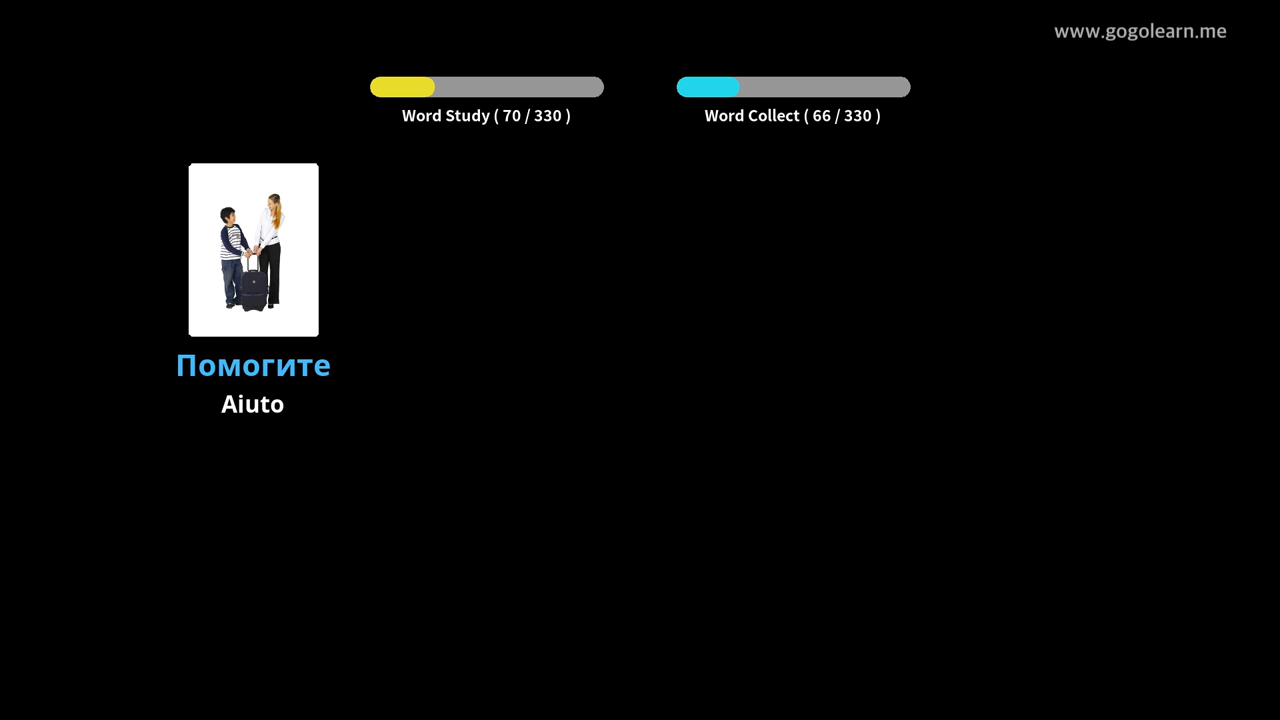 www.gogolearn.me
Word Study ( 70 / 330 )
Word Collect ( 66 / 330 )
Помогите
Aiuto